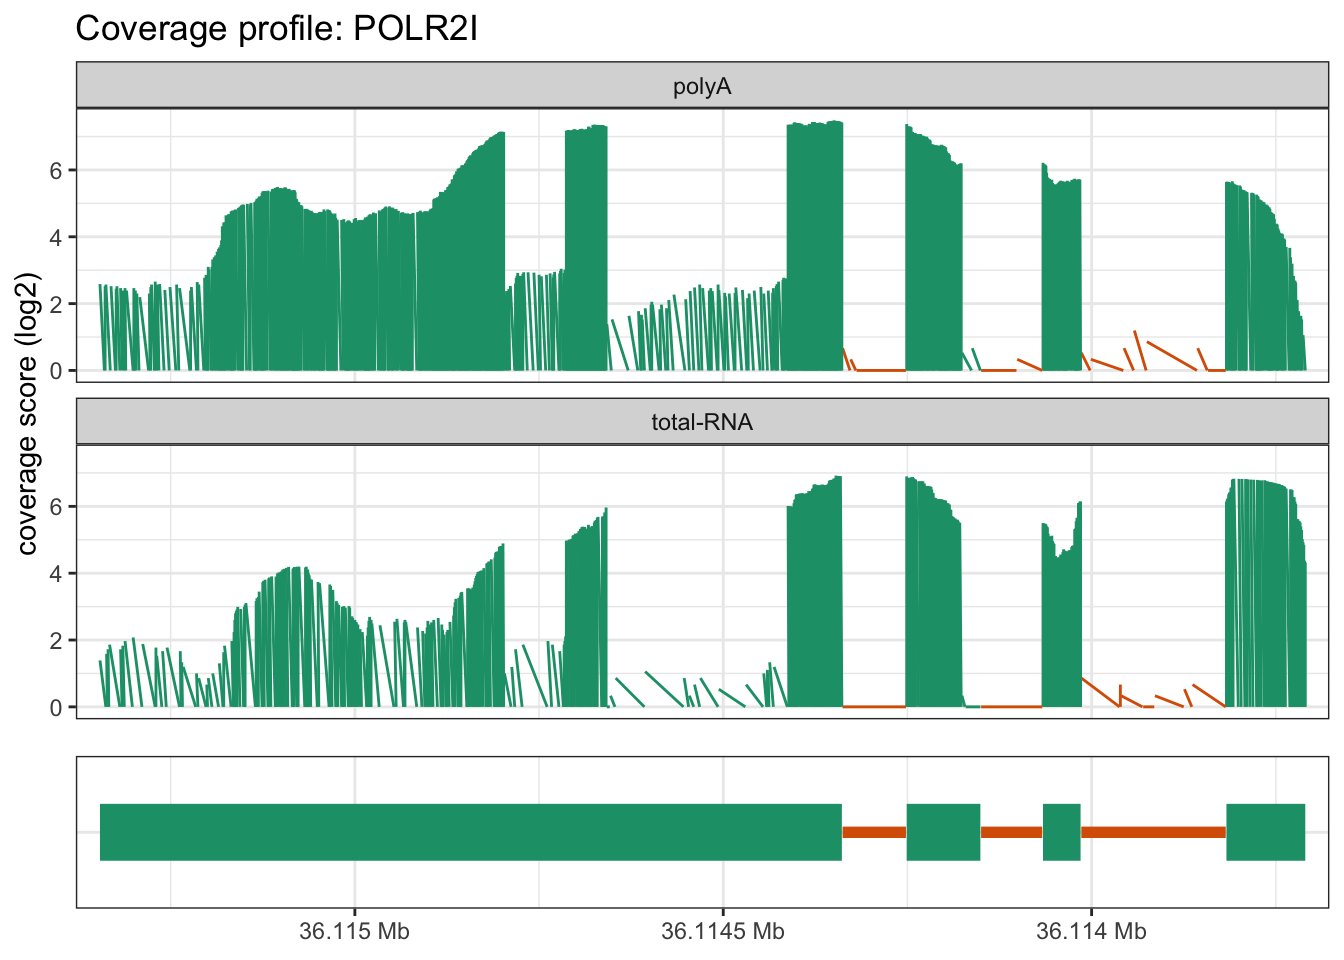 Coverage profile: POLR2I
polyA
6
4
2
0
coverage score (log2)
total-RNA
6
4
2
0
36.115 Mb
36.1145 Mb
36.114 Mb